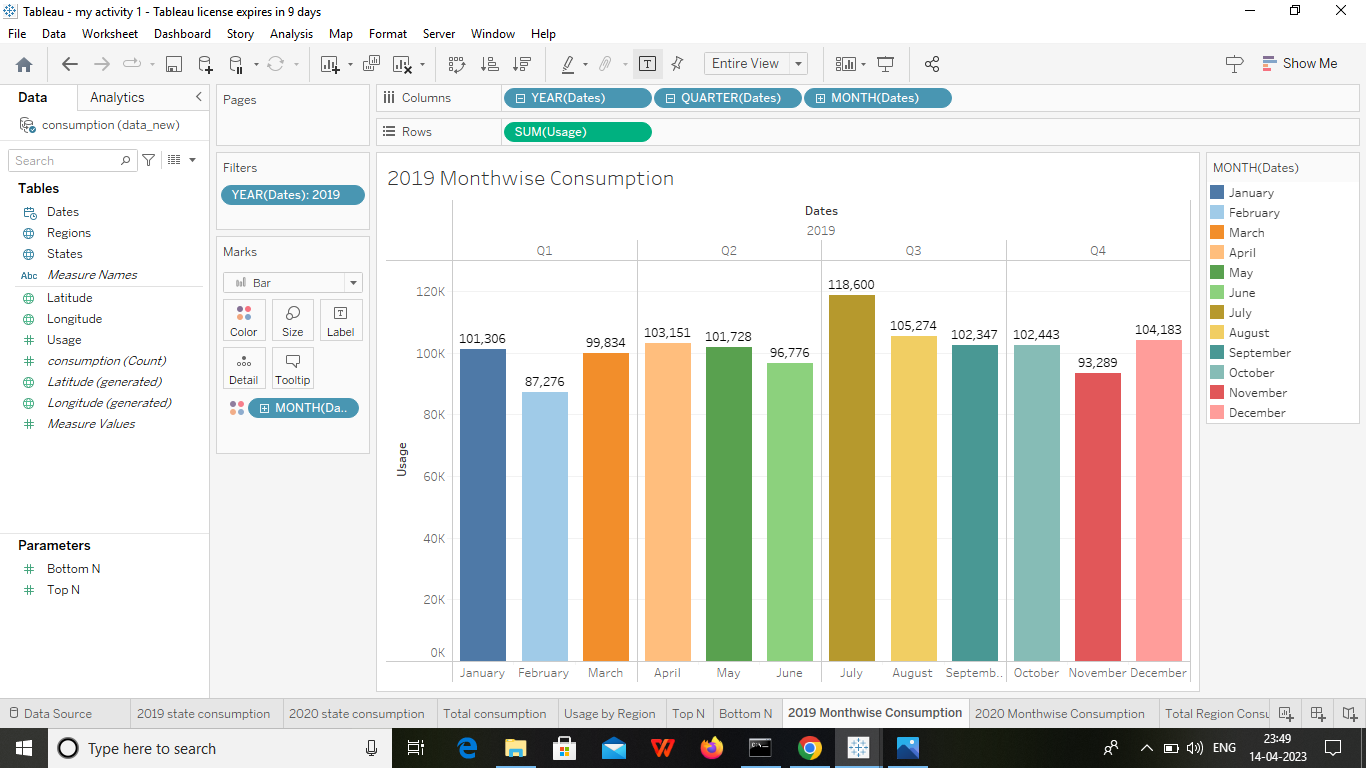 Tableau - my activity 1 - Tableau license expires in 9 days
File Data Worksheet Dashboard Story Analysis Map Format Server Window Help
Entire View
Show Me
Data Analytics
consumption (data_new)
Search
Tables
Dates
Regions
States
Abc Measure Names
Latitude
Longitude
Usage
consumption (Count)
Latitude (generated)
Longitude (generated)
Measure Values
Parameters
Bottom N
Top N
Pages
Filters
YEAR(Dates): 2019
Marks
Bar
Color Size Label
Detail Tooltip
MONTH(Da..
Columns YEAR(Dates) QUARTER(Dates) MONTH(Dates)
Rows SUM(Usage)
2019 Monthwise Consumption
Dates
2019
Q1 Q2 Q3 Q4
Usage
120K
100K
80K
60K
40K
20K
0K
101,306 87,276 99,834 103,151 101,728 96,776 118,600 105,274 102,347 102,443 93,289 104,183
January February March April May June July August Septemb.. October November December
MONTH(Dates)
January
February
March
April
May
June
July
August
September
October
November
December
Data Source 2019 state consumption 2020 state consumption Total consumption Usage by Region Top N Bottom N 2019 Monthwise Consumption 2020 Monthwise Consumption Total Region Consu
Type here to search
ENG
23:49
14-04-2023